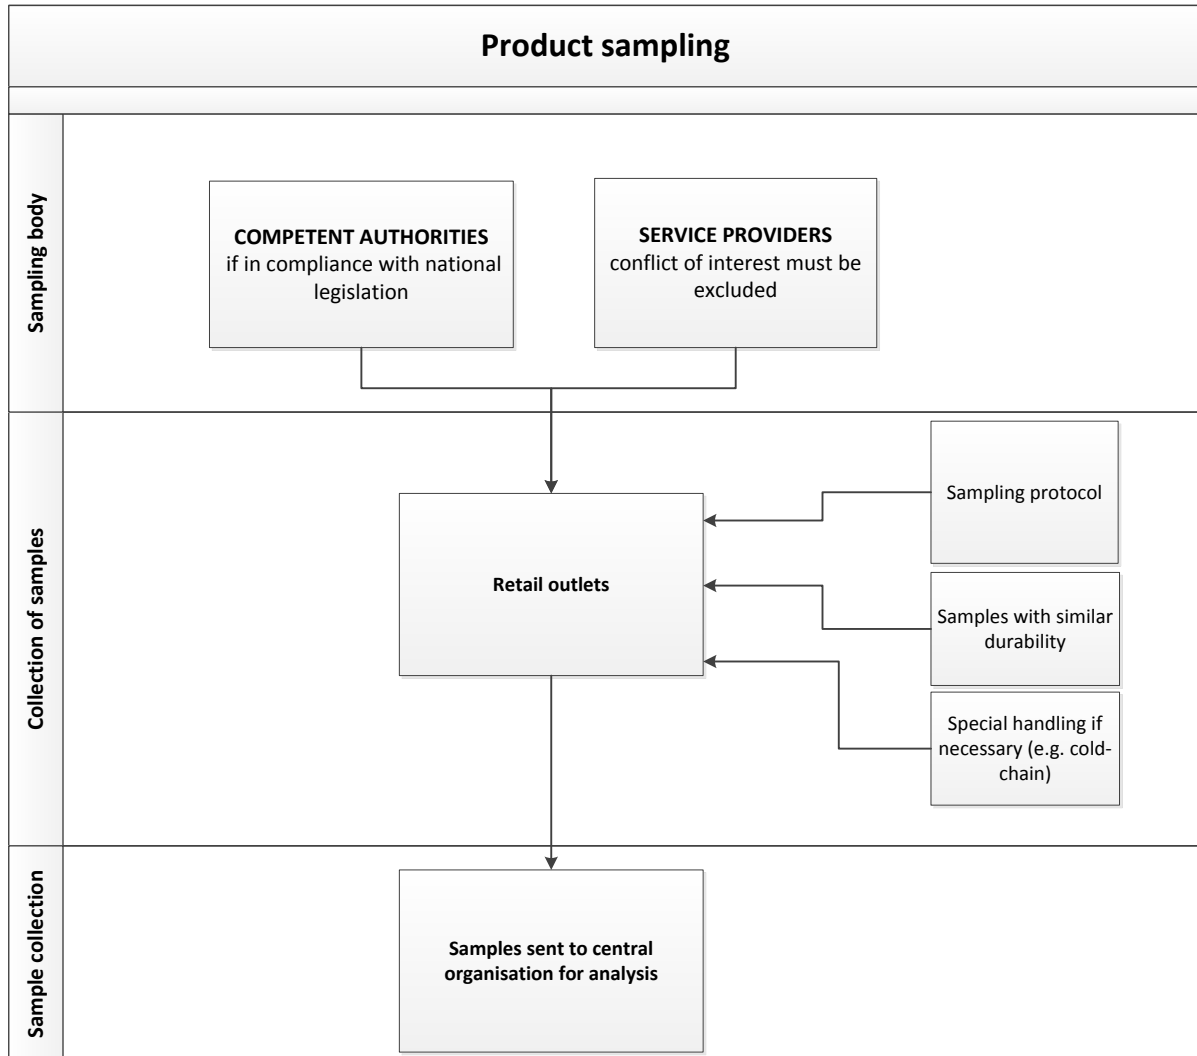 Product sampling
Sampling body
COMPETENT AUTHORITIES
if in compliance with national
legislation
SERVICE PROVIDERS
conflict of interest must be
excluded
Collection of samples
Retail outlets
Sampling protocol
Samples with similar
durability
Special handling if
necessary (e.g. cold-
chain)
Sample collection
Samples sent to central
organisation for analysis